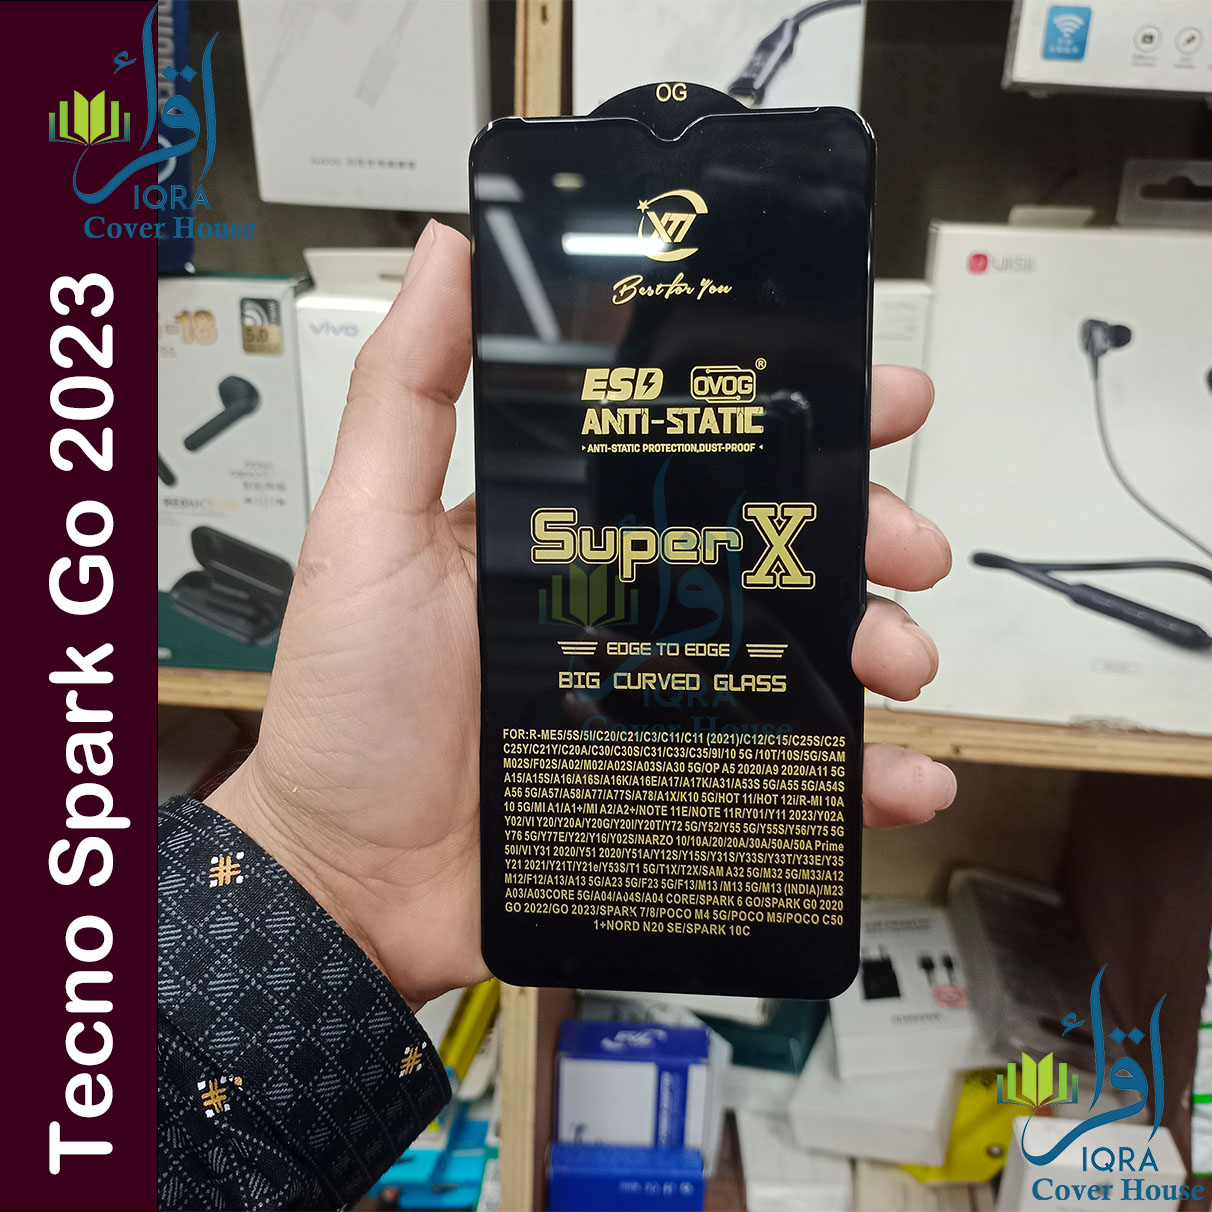 اقرأ
IQRA
Cover House
Tecno Spark Go 2023
OG
Best for You
ESD OVOG®
ANTI-STATIC
ANTI-STATIC PROTECTION,DUST-PROOF
Super X
اقرأ
IQRA
Cover House
EDGE TO EDGE
BIG CURVED GLASS
FOR:R-ME5/5S/5I/C20/C21/C3/C11/C11 (2021)/C12/C15/C25S/C25
C25Y/C21Y/C20A/C30/C30S/C31/C33/C35/9I/10 5G /10T/10S/5G/SAM
M02S/F02S/A02/M02/A02S/A03S/A30 5G/OP A5 2020/A9 2020/A11 5G
A15/A15S/A16/A16S/A16K/A16E/A17/A17K/A31/A53S 5G/A55 5G/A54S
A56 5G/A57/A58/A77/A77S/A78/A1X/K10 5G/HOT 11/HOT 12i/R-MI 10A
10 5G/MI A1/A1+/MI A2/A2+/NOTE 11E/NOTE 11R/Y01/Y11 2023/Y02A
Y02/VI Y20/Y20A/Y20G/Y20I/Y20T/Y72 5G/Y52/Y55 5G/Y55S/Y56/Y75 5G
Y76 5G/Y77E/Y22/Y16/Y02S/NARZO 10/10A/20/20A/30A/50A/50A Prime
50I/VI Y31 2020/Y51 2020/Y51A/Y12S/Y15S/Y31S/Y33S/Y33T/Y33E/Y35
Y21 2021/Y21T/Y21e/Y53S/T1 5G/T1X/T2X/SAM A32 5G/M32 5G/M33/A12
M12/F12/A13/A13 5G/A23 5G/F23 5G/F13/M13 /M13 5G/M13 (INDIA)/M23
A03/A03CORE 5G/A04/A04S/A04 CORE/SPARK 6 GO/SPARK G0 2020
GO 2022/GO 2023/SPARK 7/8/POCO M4 5G/POCO M5/POCO C50
1+NORD N20 SE/SPARK 10C
vivo
5.0
اقرأ
IQRA
Cover House